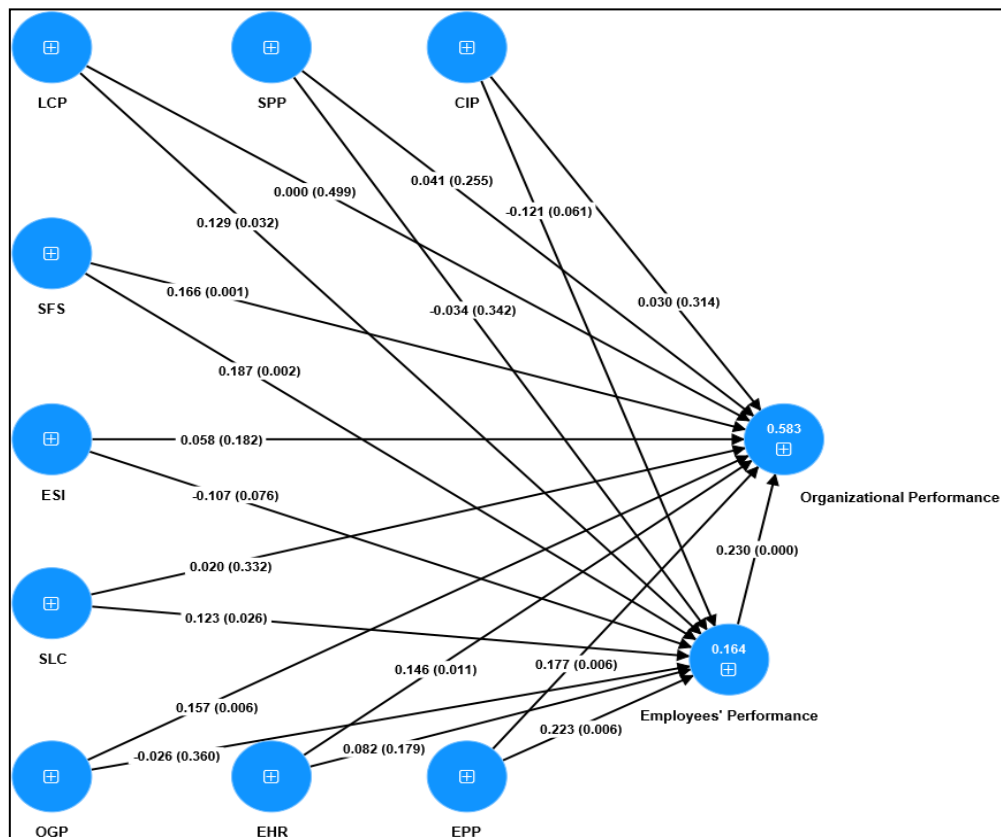 LCP
SPP
CIP
0.041 (0.255)
0.000 (0.499)
-0.121 (0.061)
0.129 (0.032)
0.166 (0.001)
0.030 (0.314)
SFS
-0.034 (0.342)
0.187 (0.002)
0.583
0.058 (0.182)
ESI
Organizational Performance
-0.107 (0.076)
0.230 (0.000)
0.020 (0.332)
0.123 (0.026)
SLC
0.164
0.177 (0.006)
0.146 (0.011)
0.157 (0.006)
Employees' Performance
0.223 (0.006)
0.082 (0.179)
-0.026 (0.360)
OGP
EHR
EPP